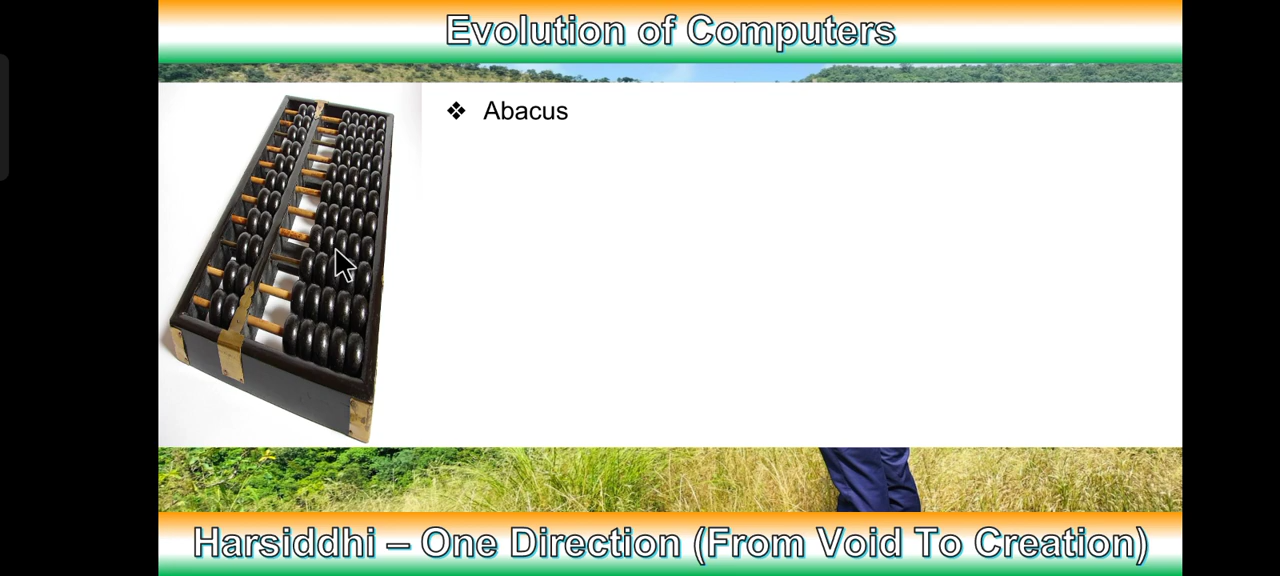 Evolution of Computers
❖ Abacus
Harsiddhi – One Direction (From Void To Creation)